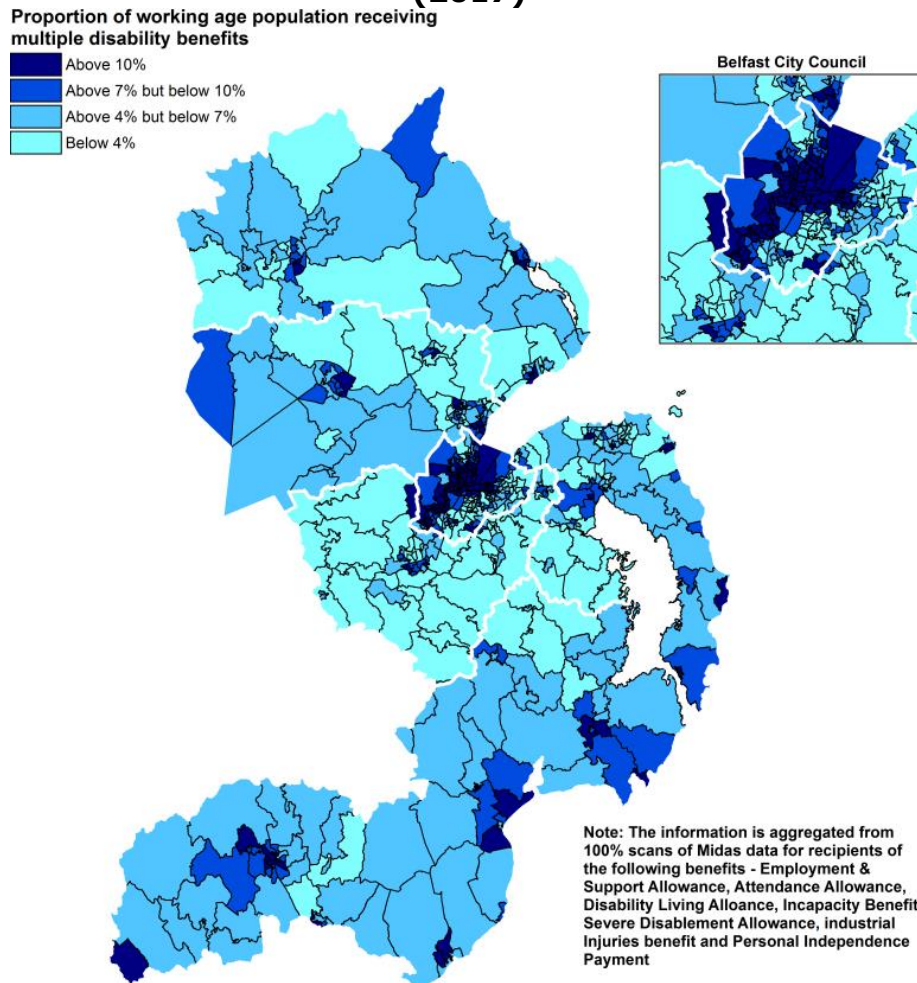 (2017)
Proportion of working age population receiving
multiple disability benefits
Above 10%
Above 7% but below 10%
Above 4% but below 7%
Below 4%
Belfast City Council
Note: The information is aggregated from
100% scans of Midas data for recipients of
the following benefits - Employment &
Support Allowance, Attendance Allowance,
Disability Living Alloance, Incapacity Benefit
Severe Disablement Allowance, industrial
Injuries benefit and Personal Independence
Payment